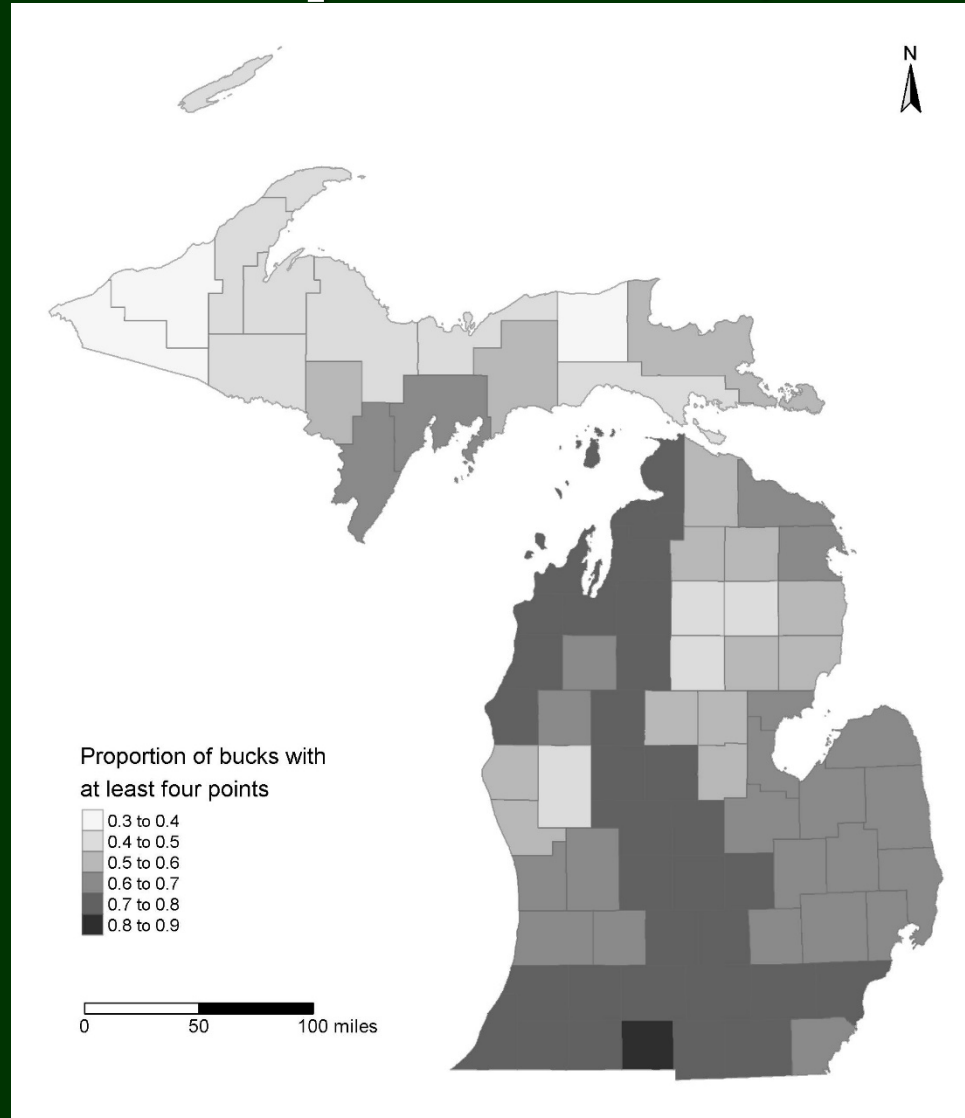 N
Proportion of bucks with
at least four points
0.3 to 0.4
0.4 to 0.5
0.5 to 0.6
0.6 to 0.7
0.7 to 0.8
0.8 to 0.9
0 50 100 miles